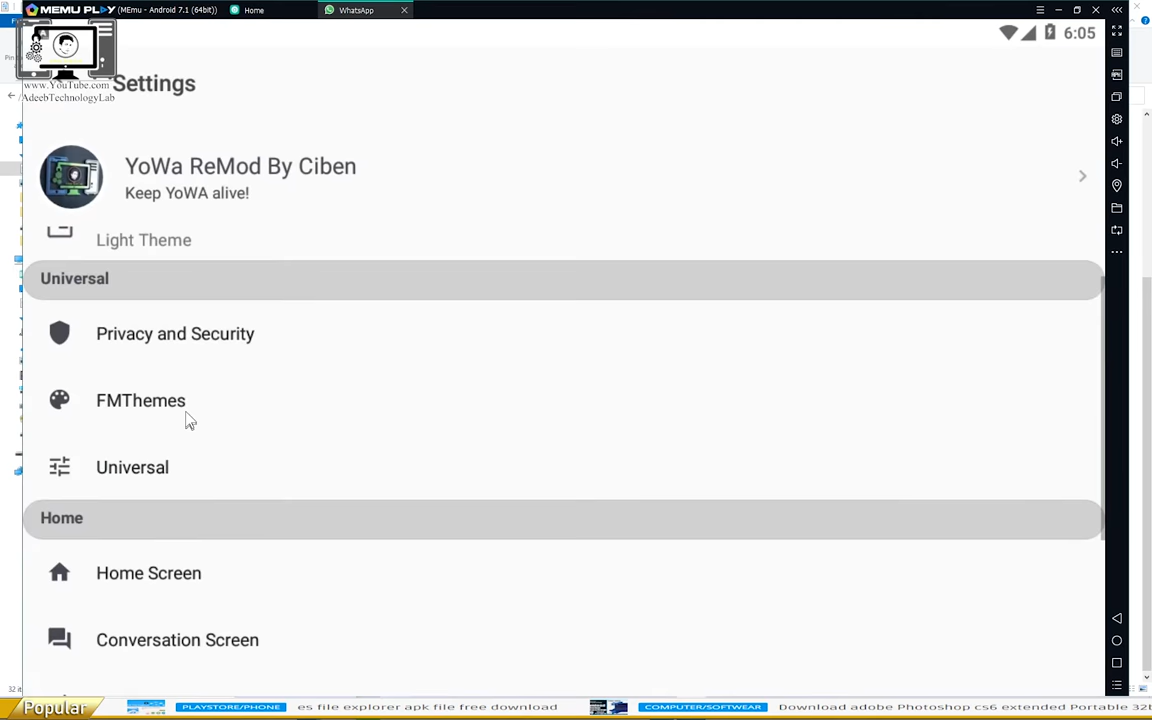 MEMU PLAY (MEmu - Android 7.1 (64bit))
Home
WhatsApp
6:05
www.YouTube.com
/AdeebTechnologyLab
Settings
YoWa ReMod By Ciben
Keep YoWA alive!
Light Theme
Universal
Privacy and Security
FMThemes
Universal
Home
Home Screen
Conversation Screen
32 it
Popular
PLAYSTORE/PHONE
es file explorer apk file free download
COMPUTER/SOFTWEAR
Download adobe Photoshop cs6 extended Portable 32b